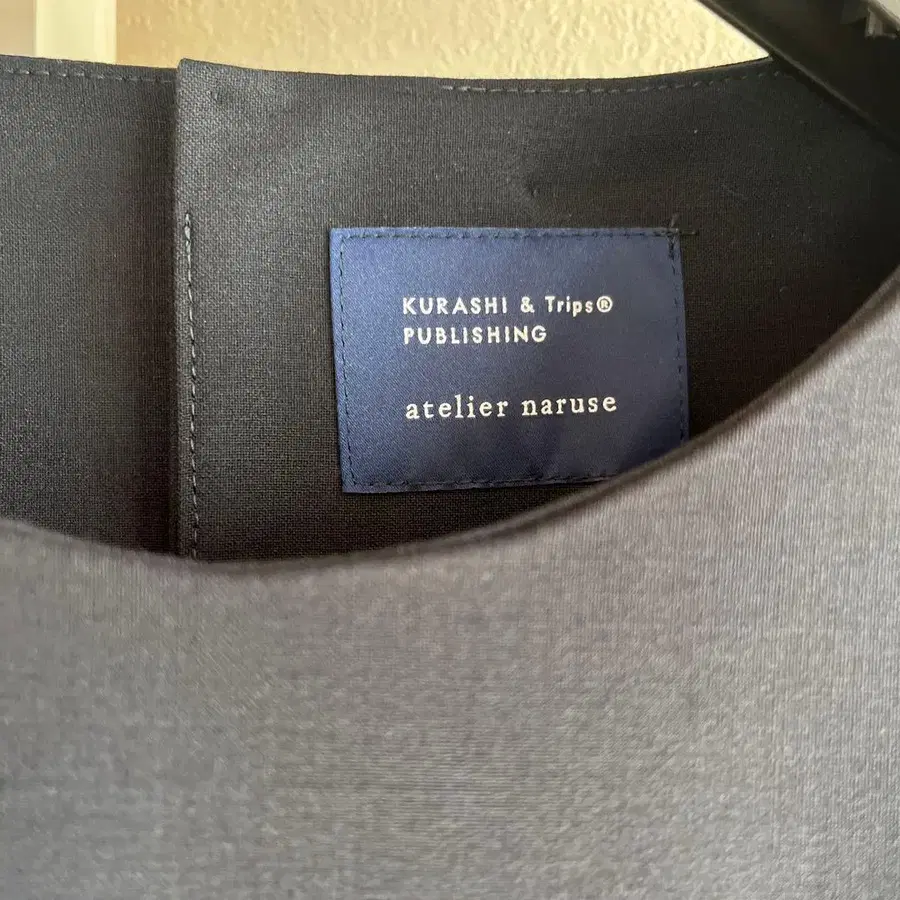 KURASHI & Trips®
PUBLISHING
atelier naruse